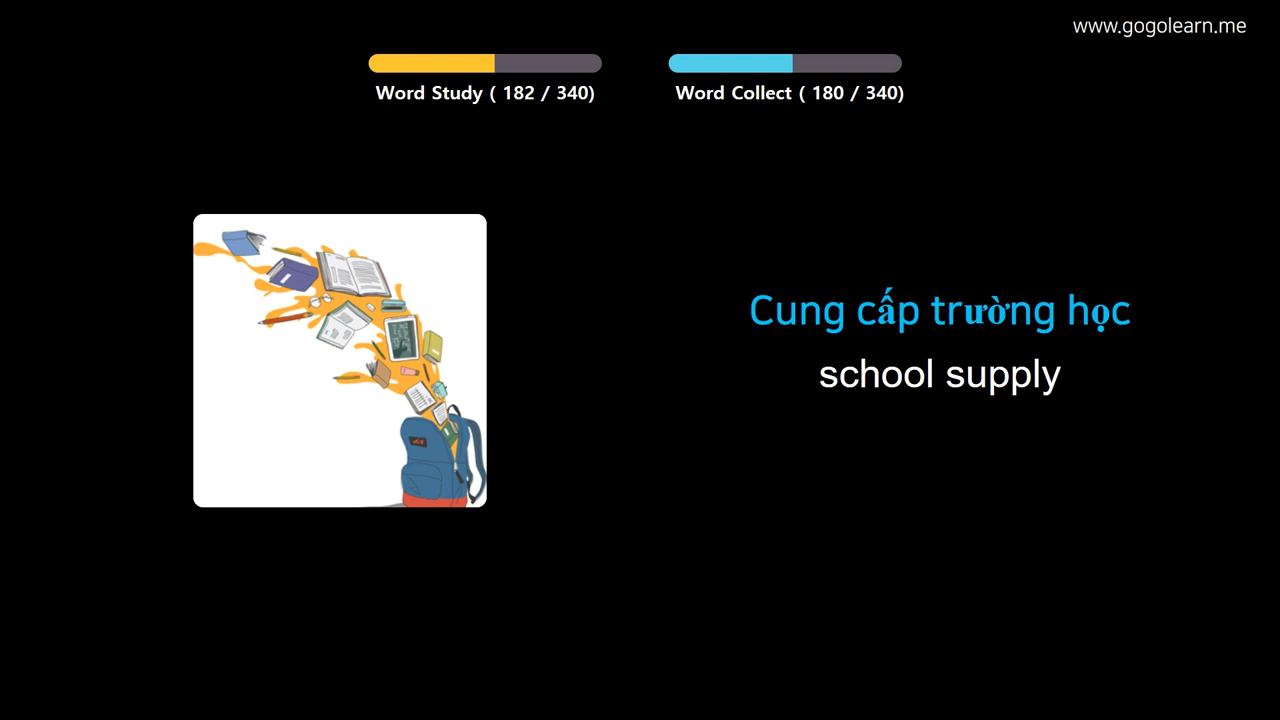 www.gogolearn.me
Word Study ( 182 / 340)
Word Collect ( 180 / 340)
Cung cấp trường học
school supply